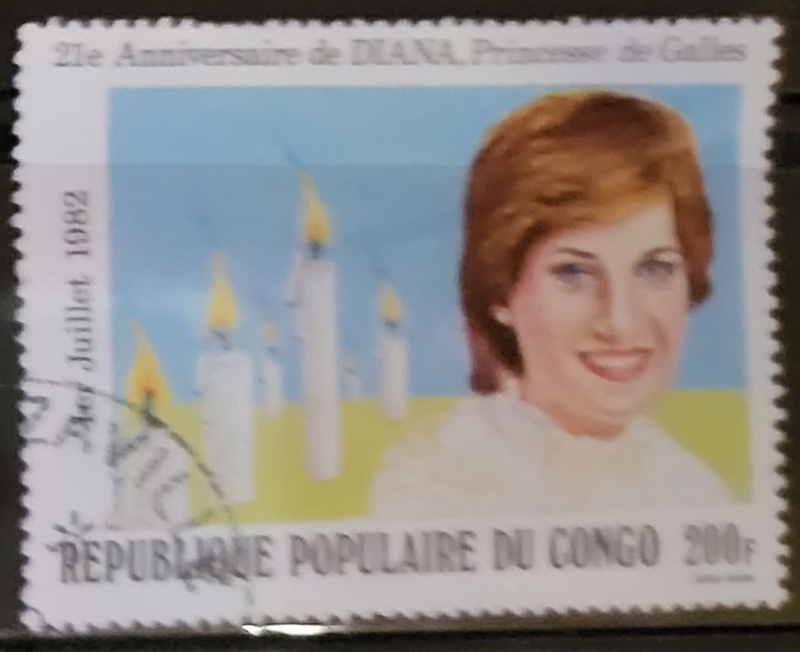 21e Anniversaire de DIANA, Princesse de Galles
1er Juillet 1982
REPUBLIQUE POPULAIRE DU CONGO 200F